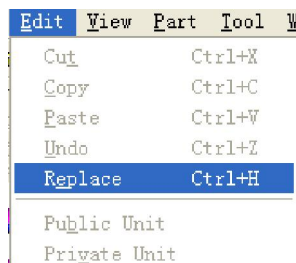 Edit View Part Tool W
Cut Ctrl+X
Copy Ctrl+C
Paste Ctrl+V
Undo Ctrl+Z
Replace Ctrl+H
Public Unit
Private Unit